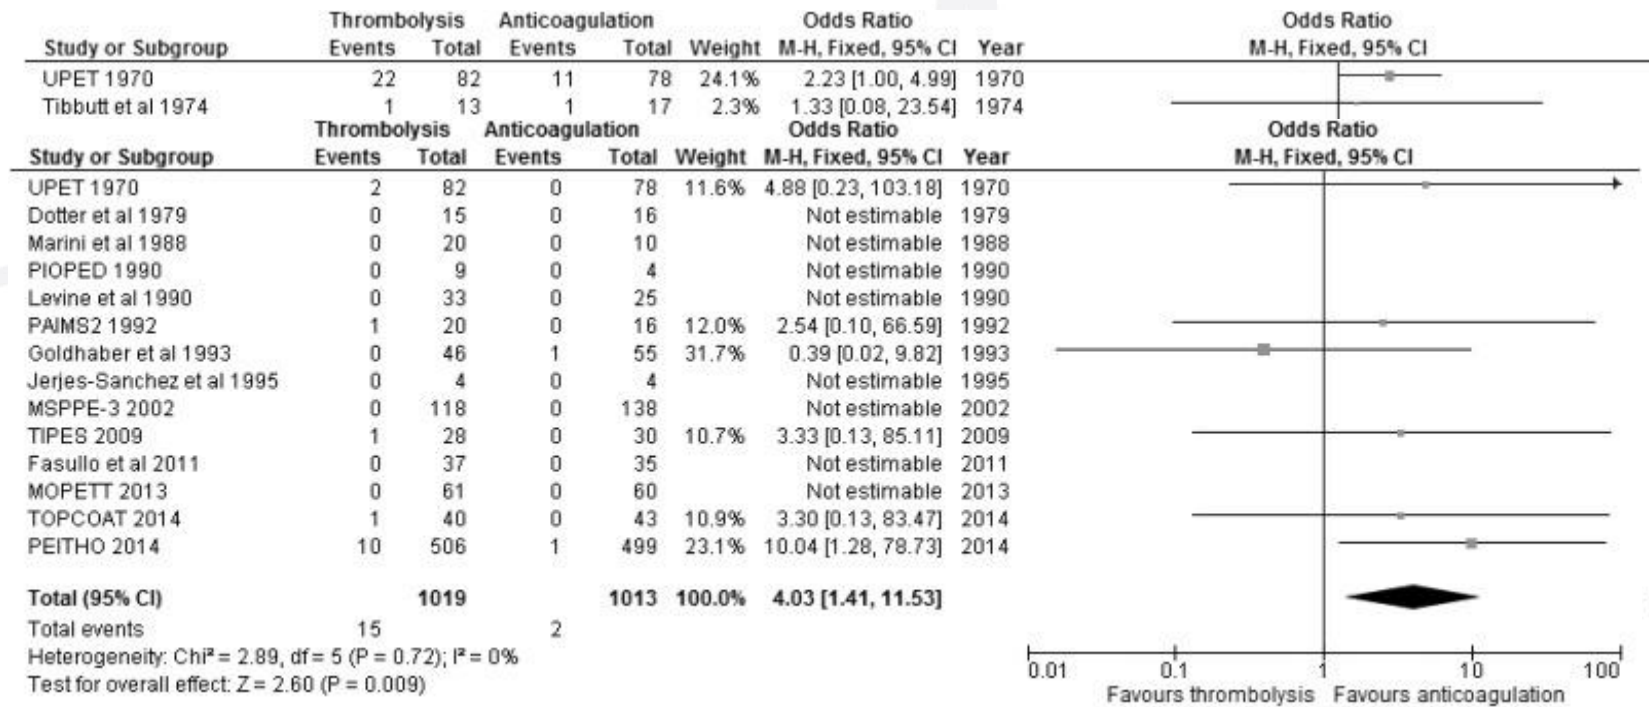 Thrombolysis Anticoagulation Odds Ratio Odds Ratio
Study or Subgroup Events Total Events Total Weight M-H, Fixed, 95% CI Year M-H, Fixed, 95% CI
UPET 1970 22 82 11 78 24.1% 2.23 [1.00, 4.99] 1970
Tibbutt et al 1974 1 13 1 17 2.3% 1.33 [0.08, 23.54] 1974
Thrombolysis Anticoagulation Odds Ratio Odds Ratio
Study or Subgroup Events Total Events Total Weight M-H, Fixed, 95% CI Year M-H, Fixed, 95% CI
UPET 1970 2 82 0 78 11.6% 4.88 [0.23, 103.18] 1970
Dotter et al 1979 0 15 0 16 Not estimable 1979
Marini et al 1988 0 20 0 10 Not estimable 1988
PIOPED 1990 0 9 0 4 Not estimable 1990
Levine et al 1990 0 33 0 25 Not estimable 1990
PAIMS2 1992 1 20 0 16 12.0% 2.54 [0.10, 66.59] 1992
Goldhaber et al 1993 0 46 1 55 31.7% 0.39 [0.02, 9.82] 1993
Jerjes-Sanchez et al 1995 0 4 0 4 Not estimable 1995
MSPPE-3 2002 0 118 0 138 Not estimable 2002
TIPES 2009 1 28 0 30 10.7% 3.33 [0.13, 85.11] 2009
Fasullo et al 2011 0 37 0 35 Not estimable 2011
MOPETT 2013 0 61 0 60 Not estimable 2013
TOPCOAT 2014 1 40 0 43 10.9% 3.30 [0.13, 83.47] 2014
PEITHO 2014 10 506 1 499 23.1% 10.04 [1.28, 78.73] 2014
Total (95% CI) 1019 1013 100.0% 4.03 [1.41, 11.53]
Total events 15 2
Heterogeneity: Chi² = 2.89, df = 5 (P = 0.72); I² = 0%
Test for overall effect: Z = 2.60 (P = 0.009)
0.01 0.1 1 10 100
Favours thrombolysis Favours anticoagulation